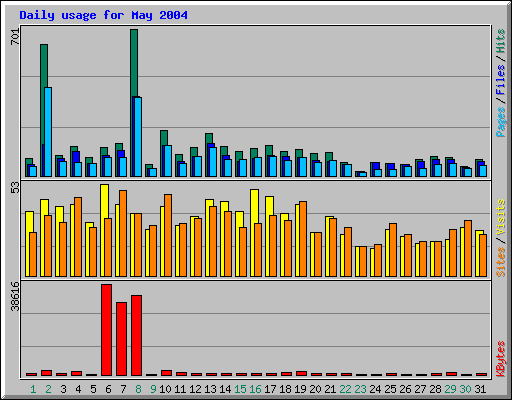 Daily usage for May 2004
701
Pages / Files / Hits
53
Sites / Visits
38616
KBytes
1 2 3 4 5 6 7 8 9 10 11 12 13 14 15 16 17 18 19 20 21 22 23 24 25 26 27 28 29 30 31